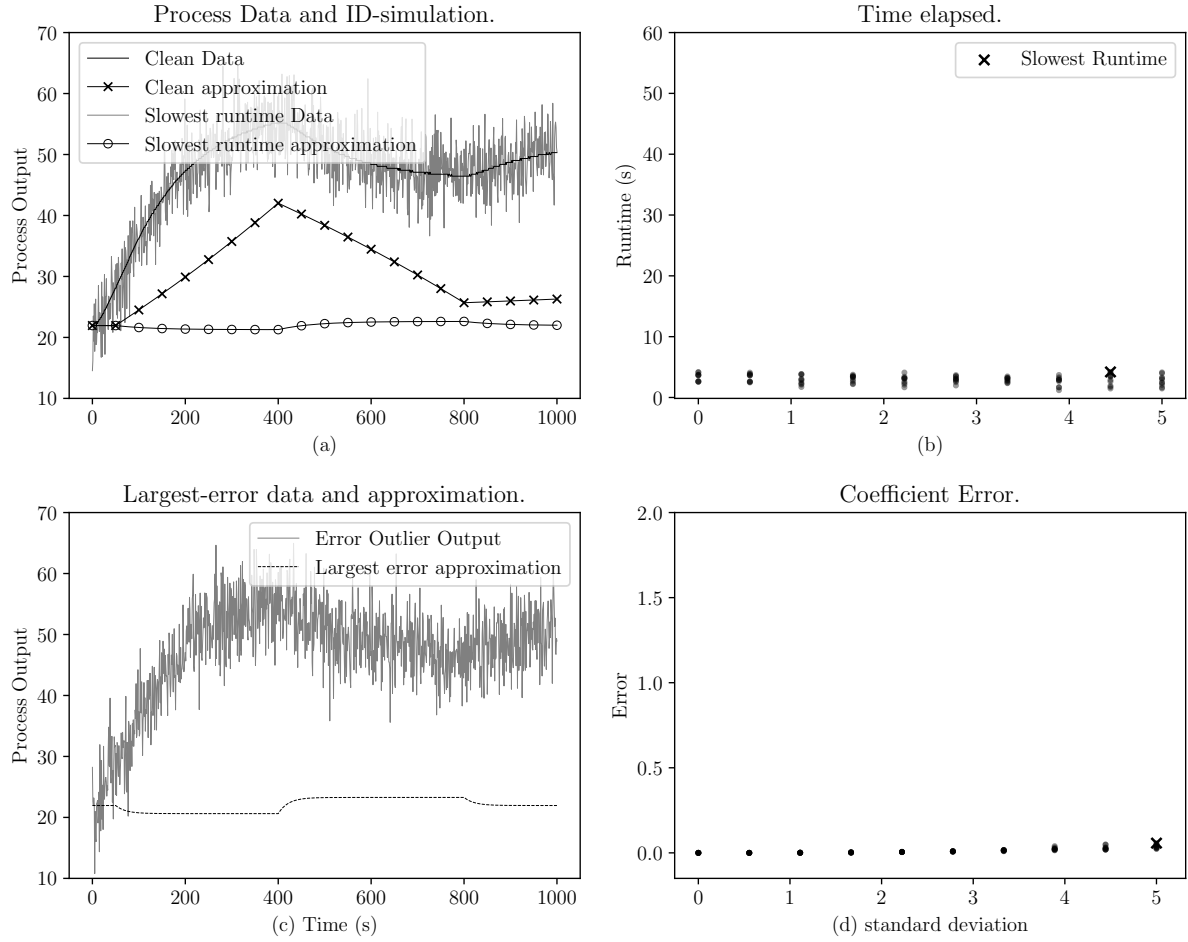 Process Data and ID-simulation.
70
60
50
40
30
20
10
Process Output
Clean Data
Clean approximation
Slowest runtime Data
Slowest runtime approximation
0 200 400 600 800 1000
(a)
Time elapsed.
60
50
40
30
20
10
0
Runtime (s)
Slowest Runtime
0 1 2 3 4 5
(b)
Largest-error data and approximation.
70
60
50
40
30
20
10
Process Output
Error Outlier Output
Largest error approximation
0 200 400 600 800 1000
(c) Time (s)
Coefficient Error.
2.0
1.5
1.0
0.5
0.0
Error
0 1 2 3 4 5
(d) standard deviation